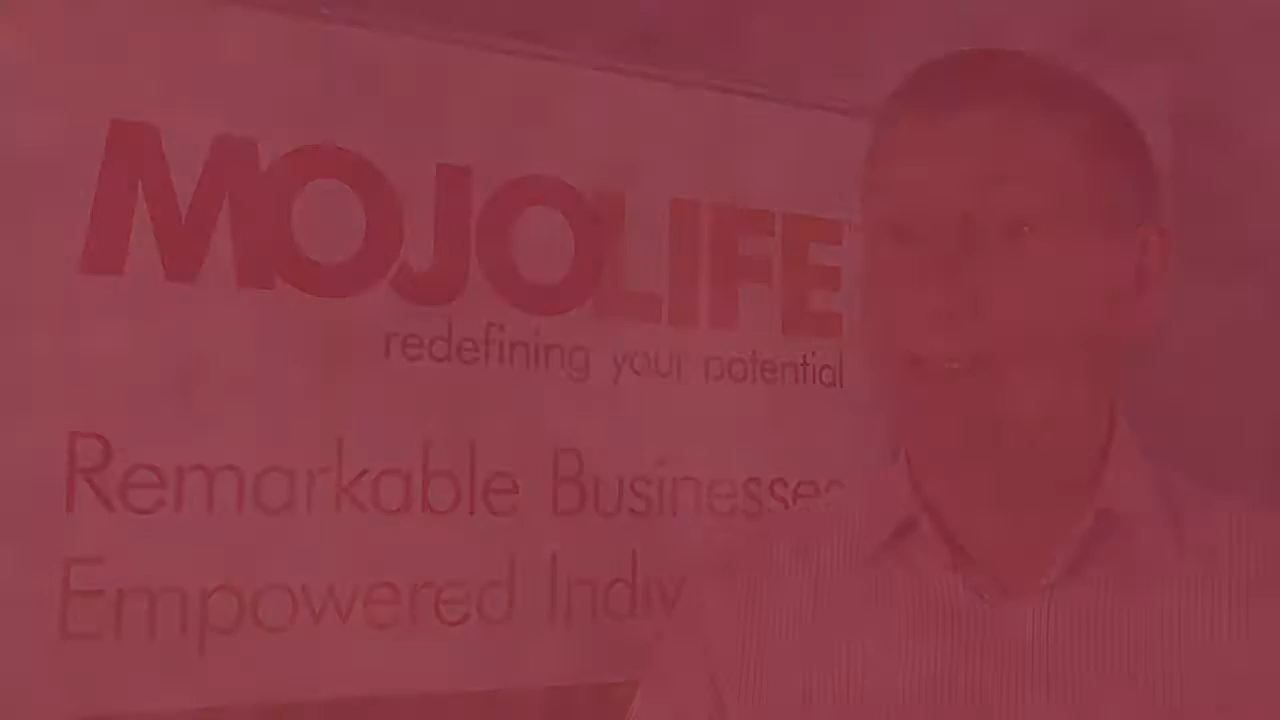 MOJOLIFE
redefining your potential
Remarkable Businesses
Empowered